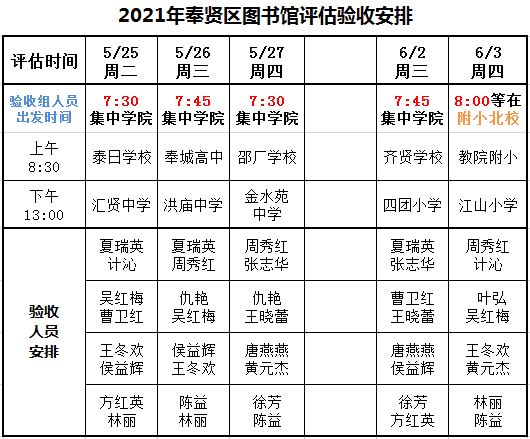 2021年奉贤区图书馆评估验收安排
评估时间 5/25 5/26 5/27 6/2 6/3
周二 周三 周四 周三 周四
验收组人员 7:30 7:45 7:30 7:45 8:00等在
出发时间 集中学院 集中学院 集中学院 集中学院 附小北校
上午 泰日学校 奉城高中 邵厂学校 齐贤学校 教院附小
8:30
下午 汇贤中学 洪庙中学 金水苑 四团小学 江山小学
13:00 中学
验收 夏瑞英 夏瑞英 周秀红 夏瑞英 周秀红
人员 计沁 周秀红 张志华 张志华 计沁
安排 吴红梅 仇艳 仇艳 曹卫红 叶弘
曹卫红 吴红梅 王晓蕾 王晓蕾 吴红梅
王冬欢 侯益辉 唐燕燕 唐燕燕 王冬欢
侯益辉 王冬欢 黄元杰 侯益辉 黄元杰
方红英 陈益 徐芳 徐芳 林丽
林丽 林丽 陈益 方红英 陈益